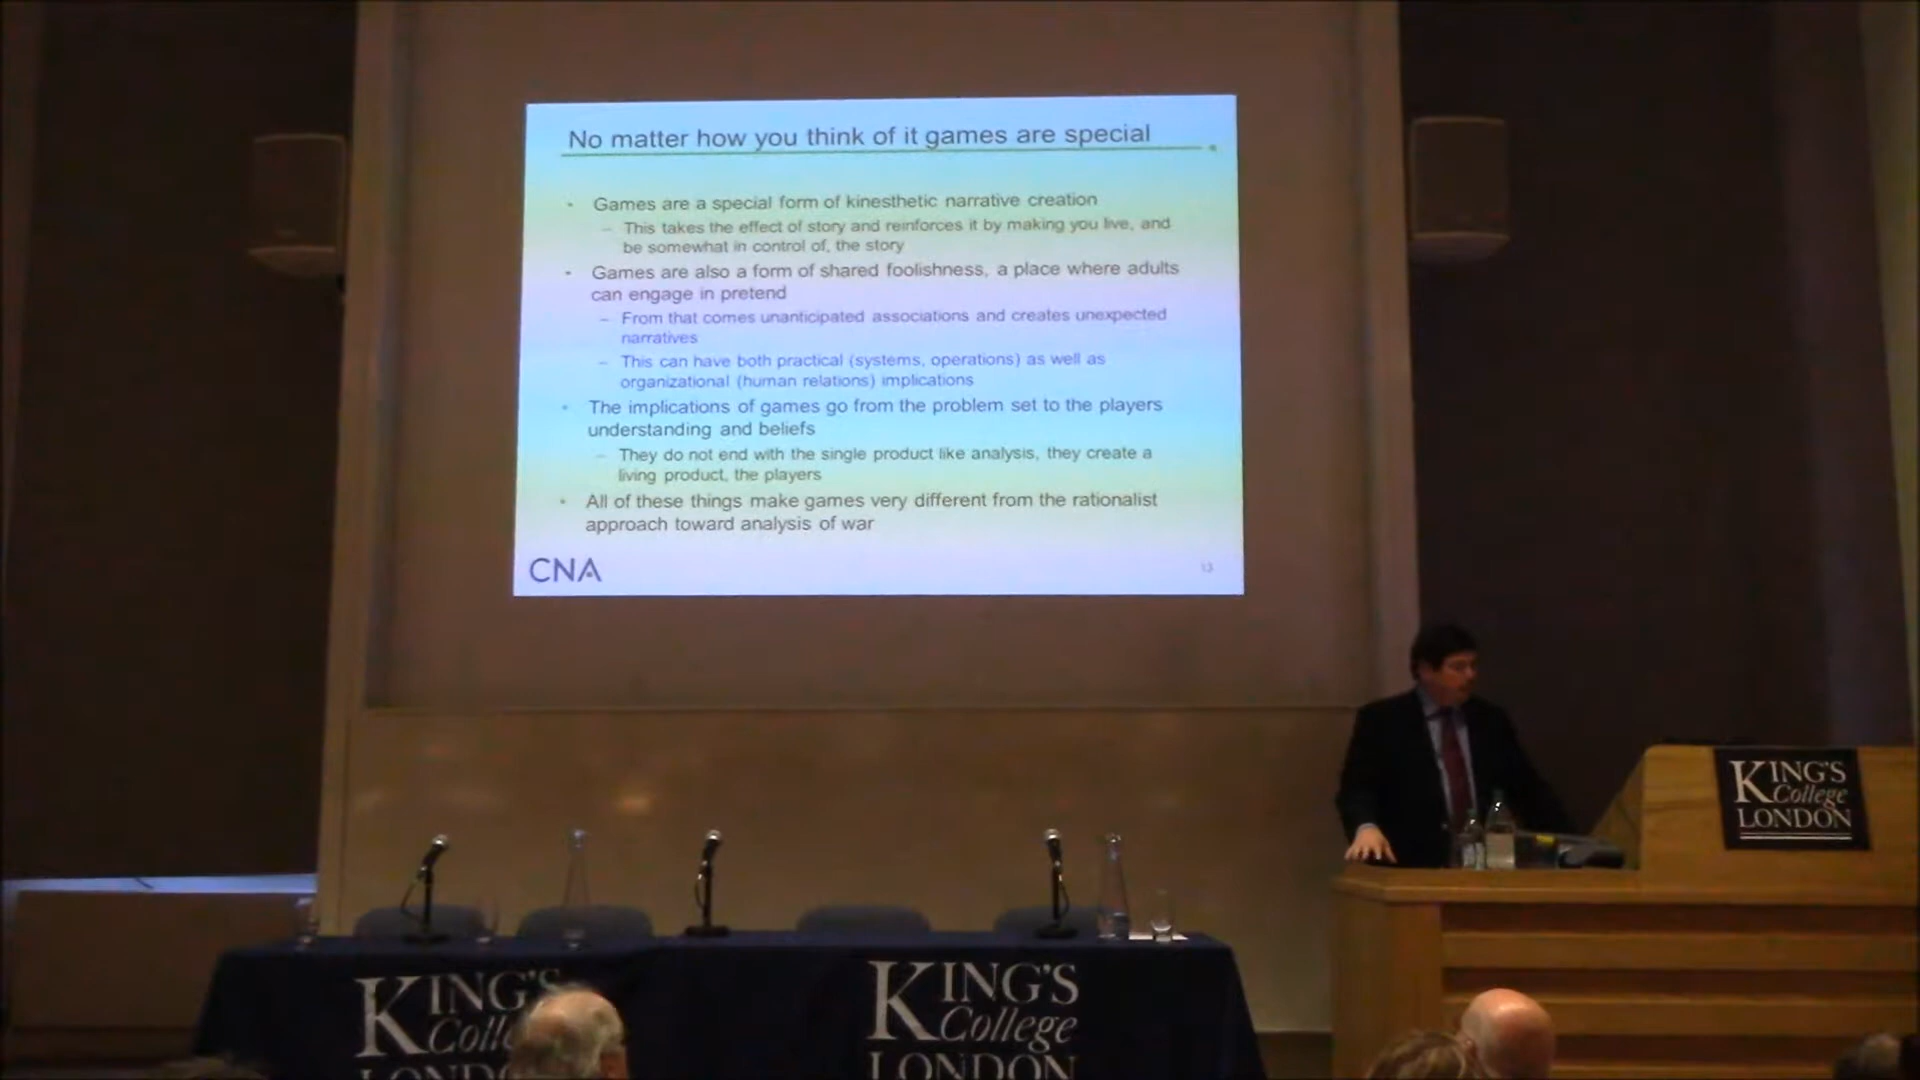 No matter how you think of it games are special
• Games are a special form of kinesthetic narrative creation
– This takes the effect of story and reinforces it by making you live, and
be somewhat in control of, the story
• Games are also a form of shared foolishness, a place where adults
can engage in pretend
– From that comes unanticipated associations and creates unexpected
narratives
– This can have both practical (systems, operations) as well as
organizational (human relations) implications
• The implications of games go from the problem set to the players
understanding and beliefs
– They do not end with the single product like analysis, they create a
living product, the players
• All of these things make games very different from the rationalist
approach toward analysis of war
CNA
13
KING'S
College
LONDON
KING'S
Colle
LOND
KING'S
College
LONDON